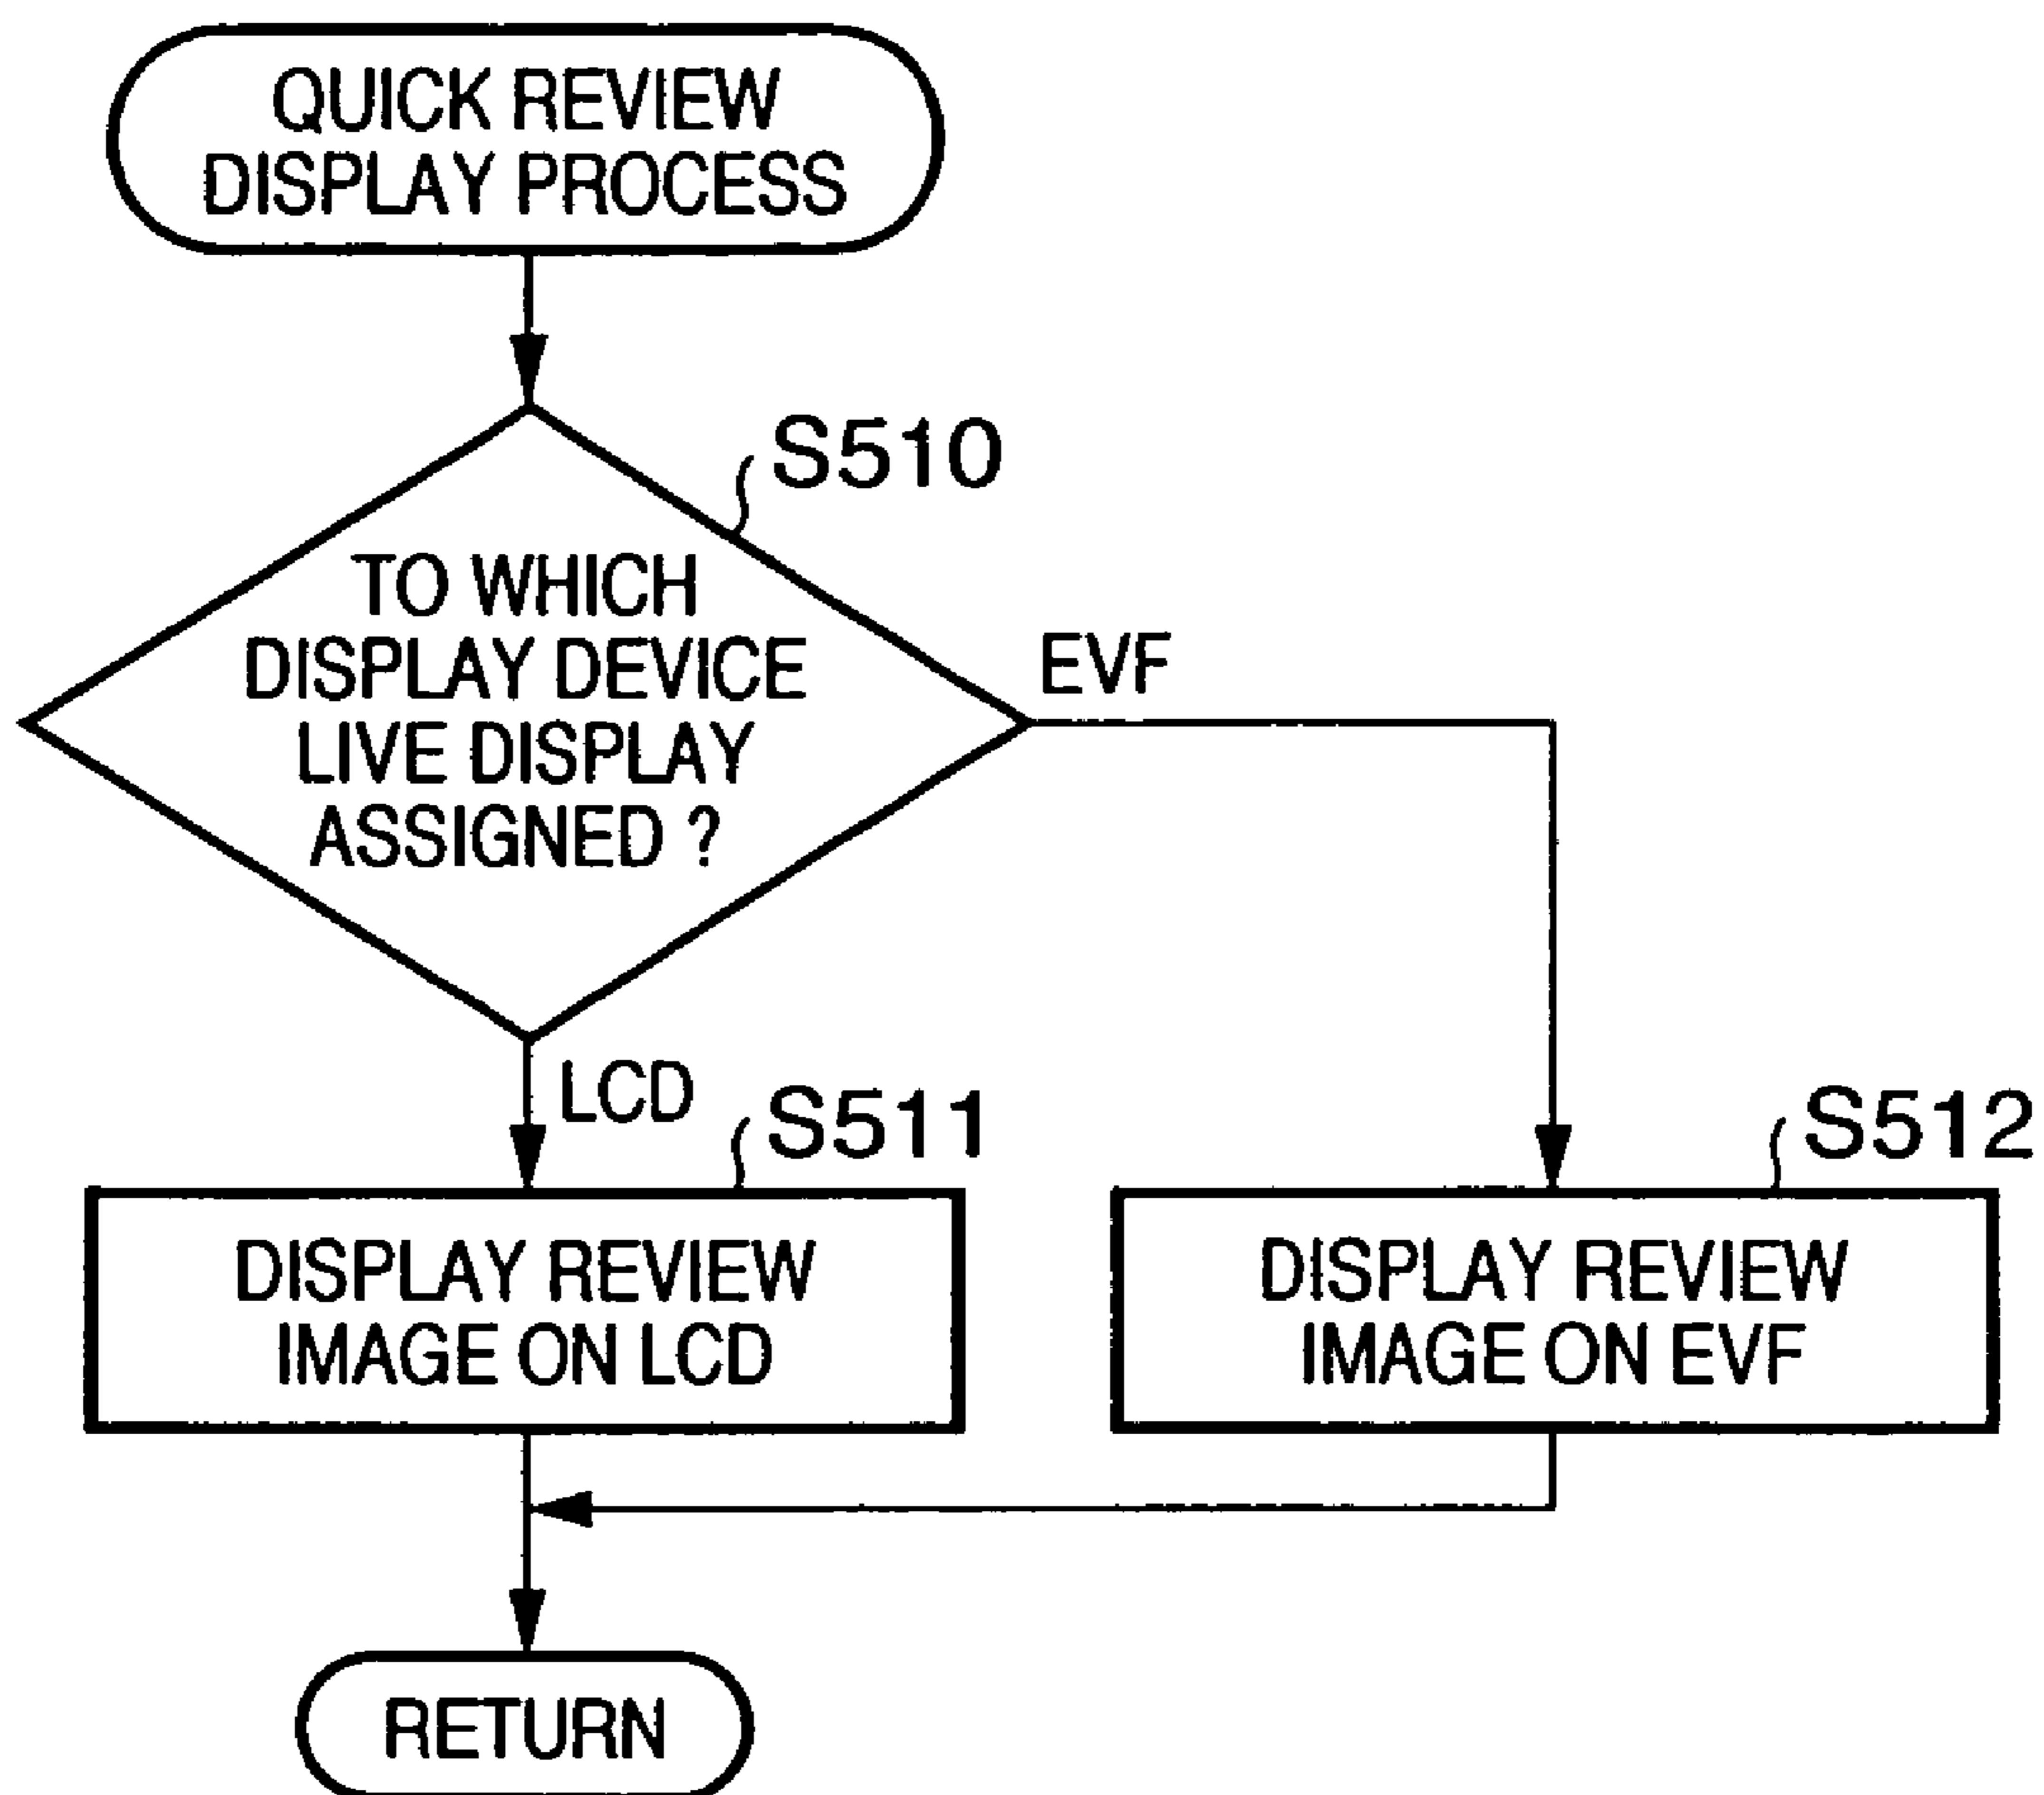 QUICK REVIEW
DISPLAY PROCESS
S510
TO WHICH
DISPLAY DEVICE
LIVE DISPLAY
ASSIGNED ?
EVF
LCD
S511
S512
DISPLAY REVIEW
IMAGE ON LCD
DISPLAY REVIEW
IMAGE ON EVF
RETURN